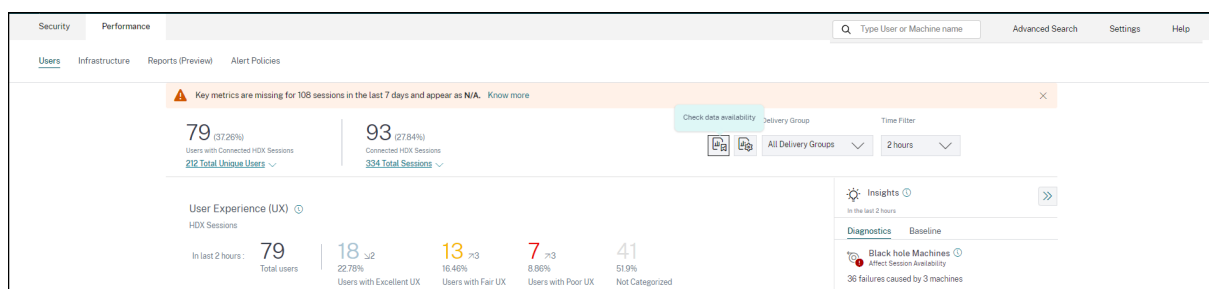 Security Performance Type User or Machine name Advanced Search Settings Help
Users Infrastructure Reports (Preview) Alert Policies
Key metrics are missing for 108 sessions in the last 7 days and appear as N/A. Know more
Check data availability
Delivery Group Time Filter
79 (37.26%) 93 (27.84%)
Users with Connected HDX Sessions Connected HDX Sessions
212 Total Unique Users 334 Total Sessions
All Delivery Groups 2 hours
User Experience (UX)
HDX Sessions
In last 2 hours : 79 18 2 13 3 7 3 41
Total users 22.78% 16.46% 8.86% 51.9%
Users with Excellent UX Users with Fair UX Users with Poor UX Not Categorized
Insights
In the last 2 hours
Diagnostics Baseline
Black hole Machines
Affect Session Availability
36 failures caused by 3 machines